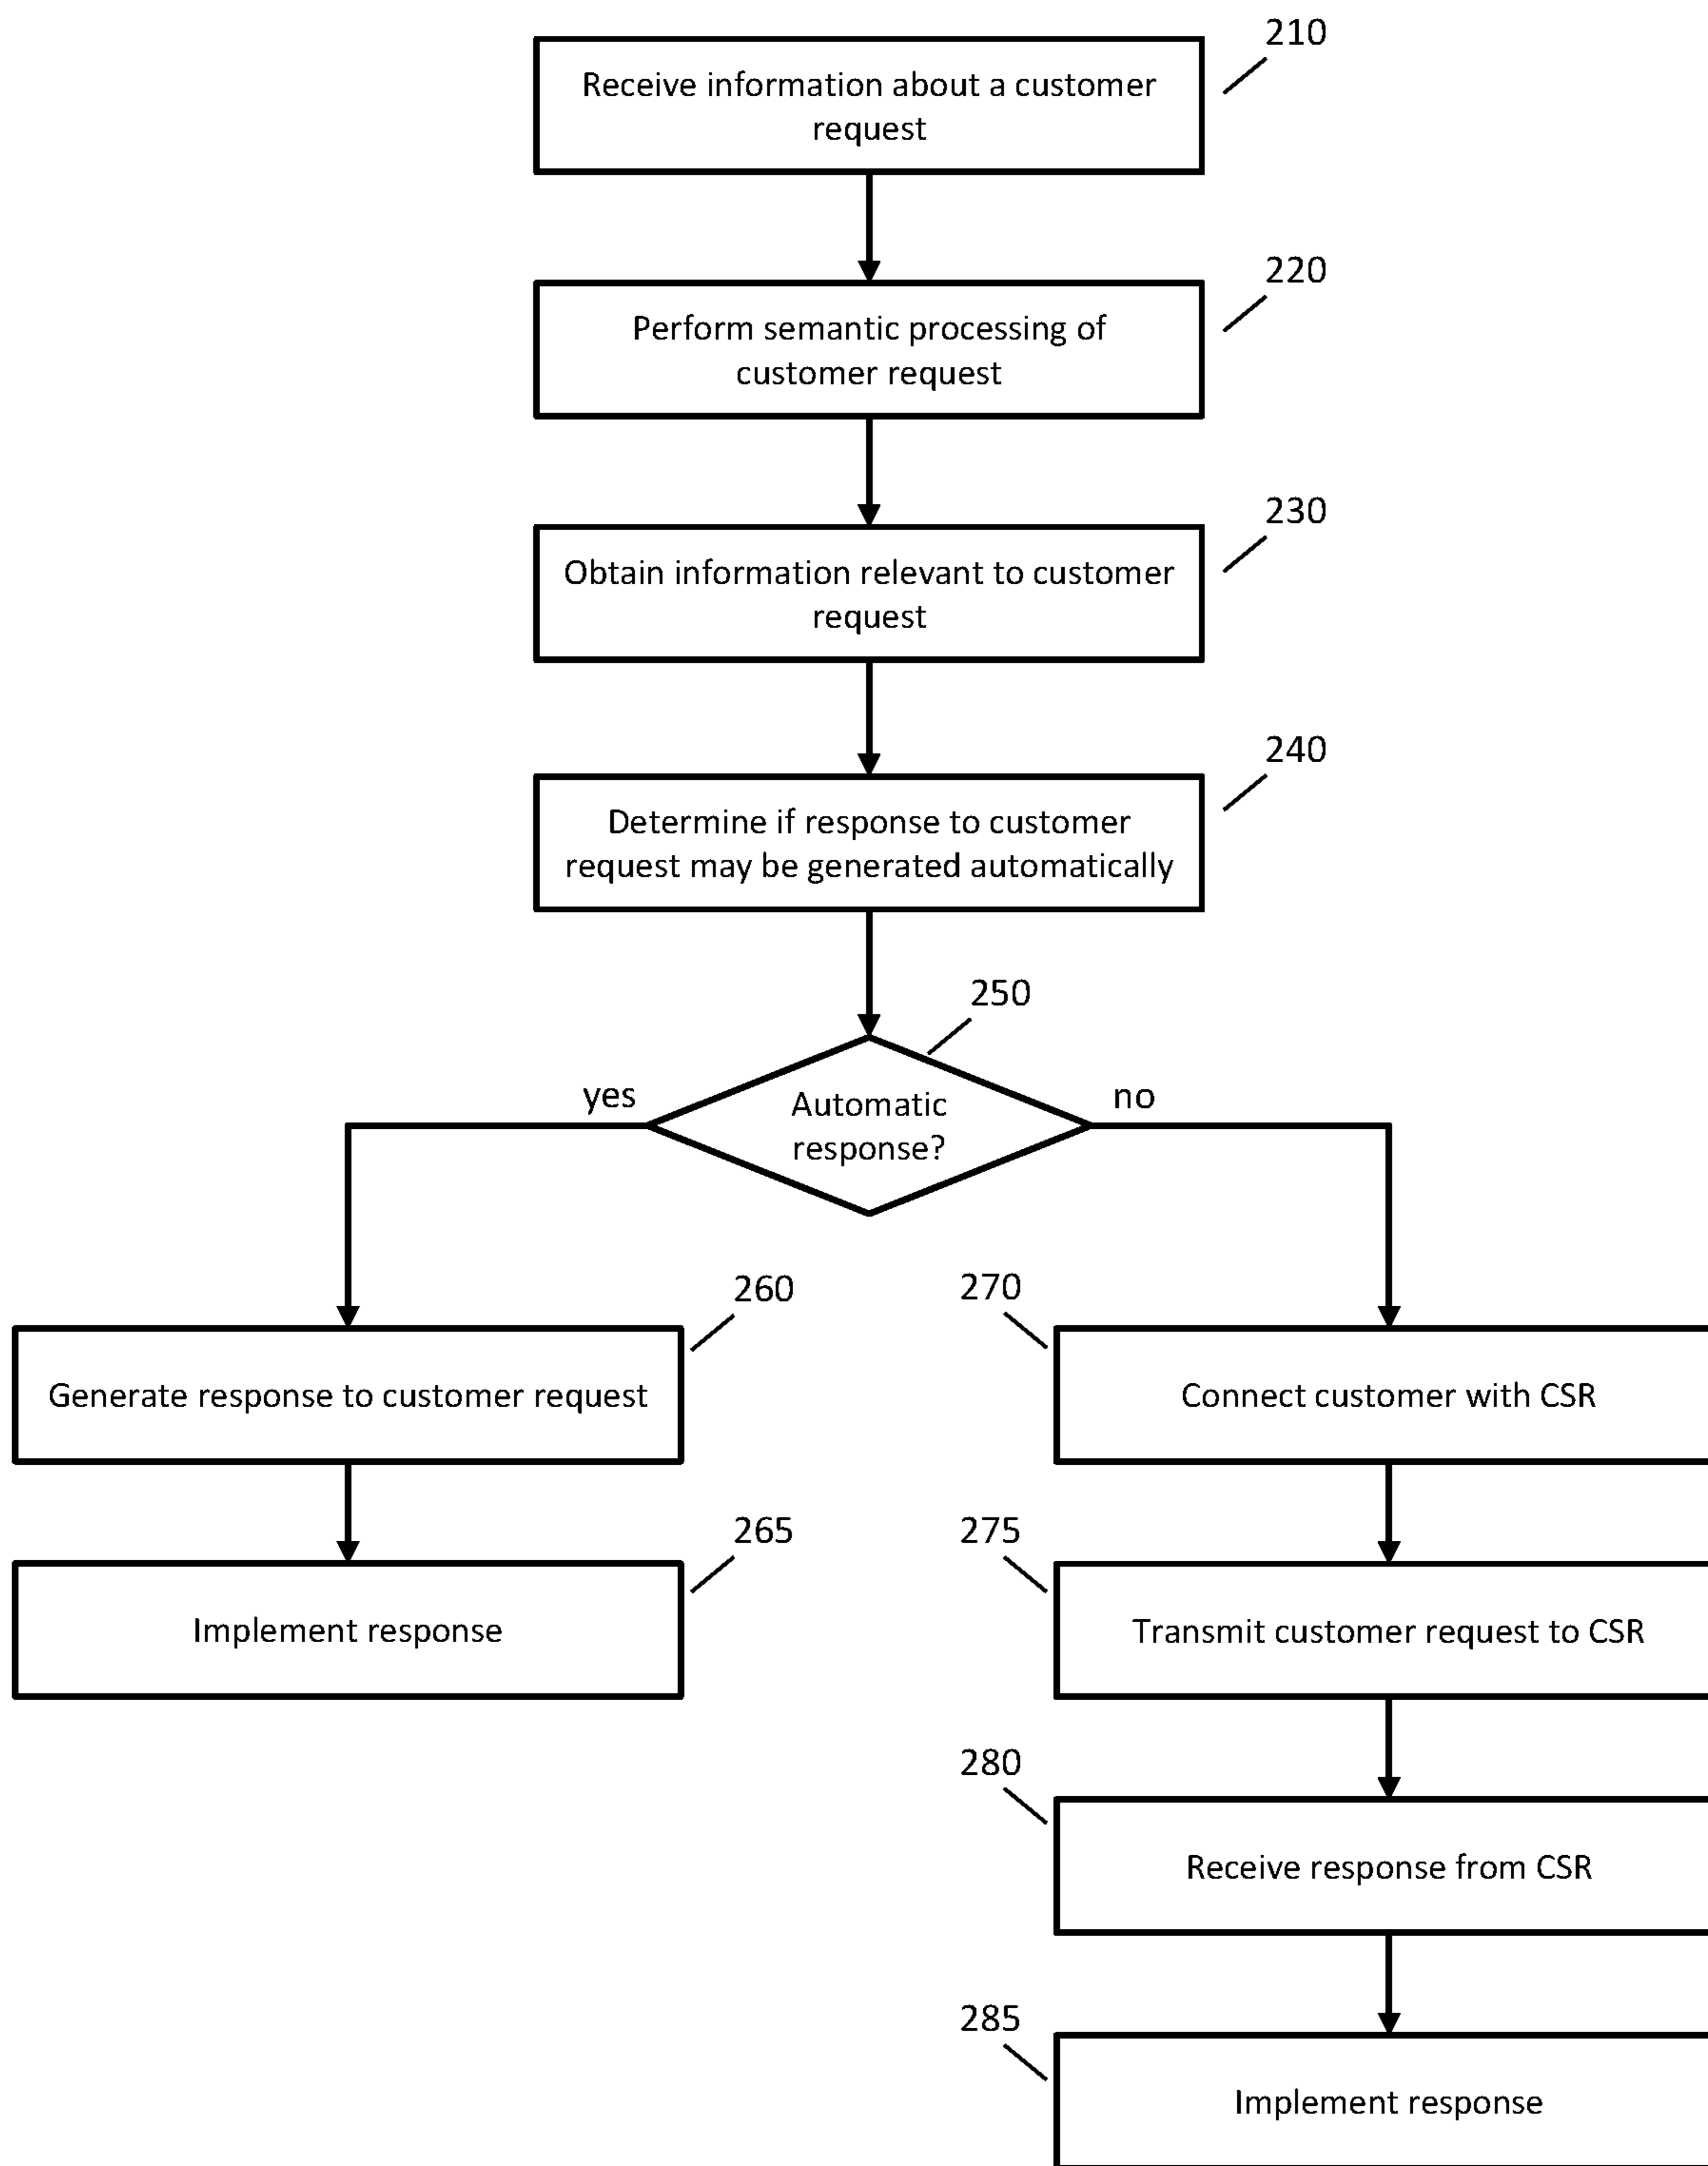 210
Receive information about a customer
request
220
Perform semantic processing of
customer request
230
Obtain information relevant to customer
request
240
Determine if response to customer
request may be generated automatically
250
yes
Automatic
response?
no
260
Generate response to customer request
270
Connect customer with CSR
265
Implement response
275
Transmit customer request to CSR
280
Receive response from CSR
285
Implement response